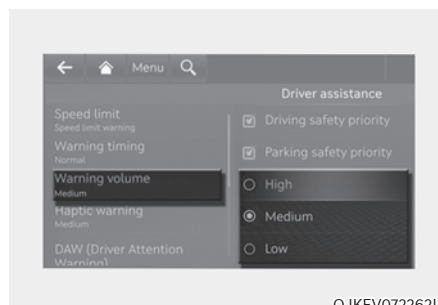 Menu
Driver assistance
Speed limit
Speed limit warning
Warning timing
Normal
Warning volume
Medium
Haptic warning
Medium
DAW (Driver Attention
Warning)
Driving safety priority
Parking safety priority
High
Medium
Low